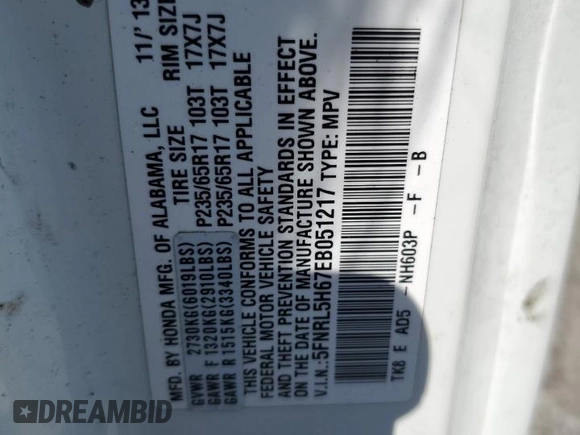 MFD. BY HONDA MFG. OF ALABAMA, LLC 11/'13
TIRE SIZE RIM SIZE
GVWR 2730KG(6019LBS)
GAWR F 1320KG(2910LBS) P235/65R17 103T 17X7J
GAWR R 1515KG(3340LBS) P235/65R17 103T 17X7J
THIS VEHICLE CONFORMS TO ALL APPLICABLE
FEDERAL MOTOR VEHICLE SAFETY
AND THEFT PREVENTION STANDARDS IN EFFECT
ON THE DATE OF MANUFACTURE SHOWN ABOVE.
V.I.N.:5FNRL5H67EB051217 TYPE: MPV
TK8 E AD5 -NH603P -F -B
DREAMBID